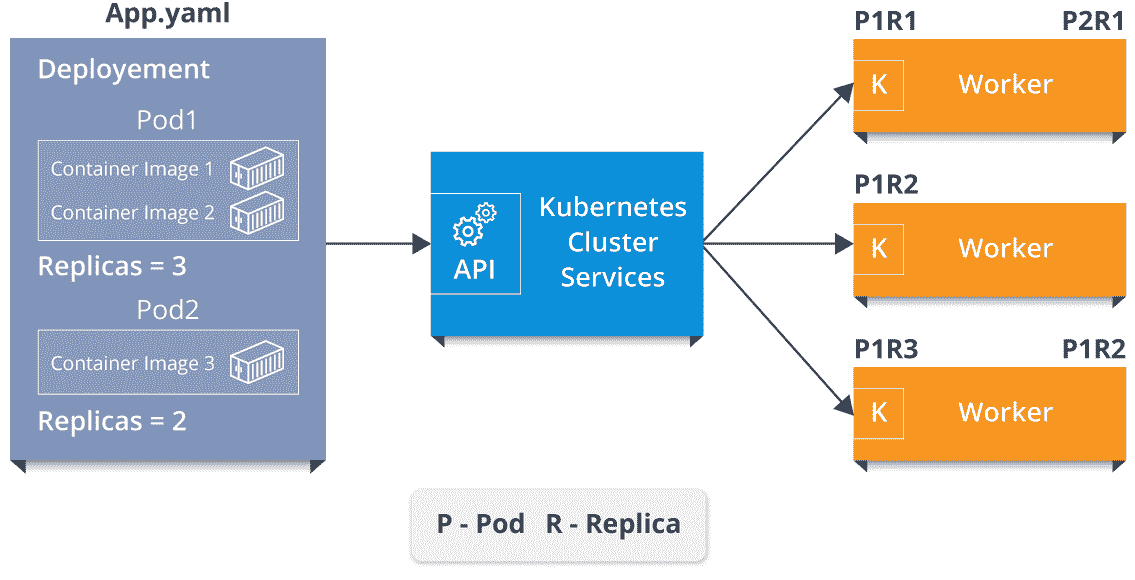 App.yaml
Deployement
Pod1
Container Image 1
Container Image 2
Replicas = 3
Pod2
Container Image 3
Replicas = 2
API
Kubernetes
Cluster
Services
P1R1 P2R1
K Worker
P1R2
K Worker
P1R3 P1R2
K Worker
P - Pod R - Replica